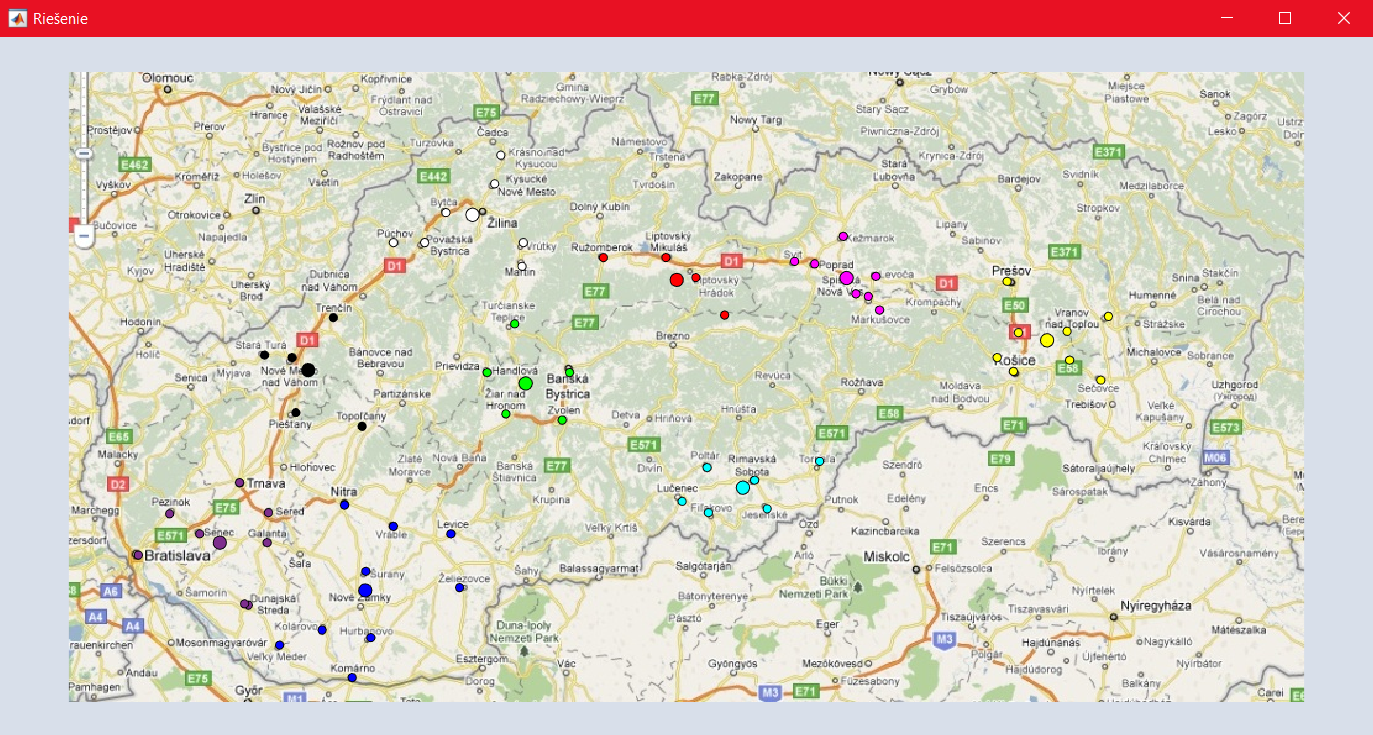 Riešenie
Olomouc
Nový Jičín
Kopřivnice
Gmina
Radziechowy-Wieprz
Rabka-Zdrój
Nowy Sącz
Grybów
Miejsce
Piastowe
Sanok
Hranice
Valašské
Meziříčí
Frýdlant nad
Ostravicí
E75
E77
Stary Sącz
Zagórz
Prostějov
Přerov
Bystřice pod
Hostýnem
Rožnov pod
Radhoštěm
Turzovka
Čadca
Nowy Targ
Piwniczna-Zdrój
Lesko
Ustrz
E462
Krásno nad
Kysucou
Námestovo
Trstená
Stará
Ľubovňa
Krynica-Zdrój
E371
Vyškov
Kroměříž
Holešov
Vsetín
E442
Kysucké
Nové Mesto
Tvrdošín
Zakopane
Bardejov
Svidník
Medzilaborce
Zlín
Otrokovice
Bytča
Dolný Kubín
Stropkov
Bučovice
Napajedla
Žilina
Púchov
Považská
Bystrica
Vrútky
Ružomberok
Liptovský
Mikuláš
Kežmarok
Lipany
Sabinov
E371
Uherské
Hradiště
D1
Martin
D1
Svit
Poprad
Levoča
Prešov
Snina
Stakčín
Uherský
Brod
Dubnica
nad Váhom
E77
Liptovský
Hrádok
Spišská
Nová Ves
D1
Krompachy
Humenné
Belá nad
Cirochou
Trenčín
Turčianske
Teplice
E77
Markušovce
E50
Vranov
nad Topľou
Strážske
Hodonín
D1
Brezno
Holíč
Stará Turá
Myjava
Bánovce nad
Bebravou
Prievidza
Handlová
Banská
Bystrica
Košice
E58
Michalovce
Sobrance
Senica
Nové Mesto
nad Váhom
Partizánske
Žiar nad
Hronom
Zvolen
Revúca
Rožňava
Moldava
nad Bodvou
Sečovce
Trebišov
Uzhgorod
(Ужгород)
Piešťany
Topoľčany
Detva
Hriňová
Hnúšťa
E58
E71
Veľké
Kapušany
E573
E65
Malacky
E571
E571
Kráľovský
Chlmec
Záhony
Hlohovec
Zlaté
Moravce
Nová Baňa
Banská
Štiavnica
E77
Divín
Poltár
Rimavská
Sobota
Tornaľa
Szendrő
E79
Sátoraljaújhely
M06
D2
Trnava
Nitra
Krupina
Lučenec
Fiľakovo
Jesenské
Putnok
Edelény
Encs
Sárospatak
Marchegg
Pezinok
E75
Sereď
Vráble
Levice
Veľký Krtíš
Ózd
Kazincbarcika
Kisvárda
E571
Senec
Galanta
Bratislava
Šaľa
Šurany
Želiezovce
Šahy
Balassagyarmat
Salgótarján
Arló
Miskolc
E71
Szerencs
Ibrány
Vásárosnamény
Felsőzsolca
A6
Šamorín
Dunajská
Streda
Nové Zámky
Bátonyterenye
Bükki
Nemzeti Park
Tiszavasvári
Nyíregyháza
A4
A4
Kolárovo
Hurbanovo
Duna-Ipoly
Nemzeti Park
Pásztó
Eger
Tiszaújváros
M3
Hajdúnánás
Mátészalka
Nagykálló
Mosonmagyaróvár
Veľký Meder
Komárno
Esztergom
Vác
Gyöngyös
Mezőkövesd
Polgár
Újfehértó
Nyírbátor
Hajdúdorog
Andau
Pamhagen
E75
Győr
M1
Dorog
M3
E71
Füzesabony
Balkány
Hajdúhadház
Carei